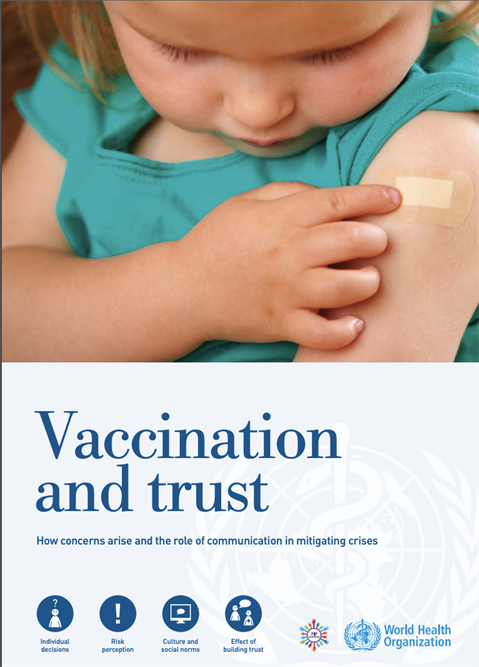 Vaccination
and trust
How concerns arise and the role of communication in mitigating crises
?
!
Individual
decisions
Risk
perception
Culture and
social norms
Effect of
building trust
World Health
Organization